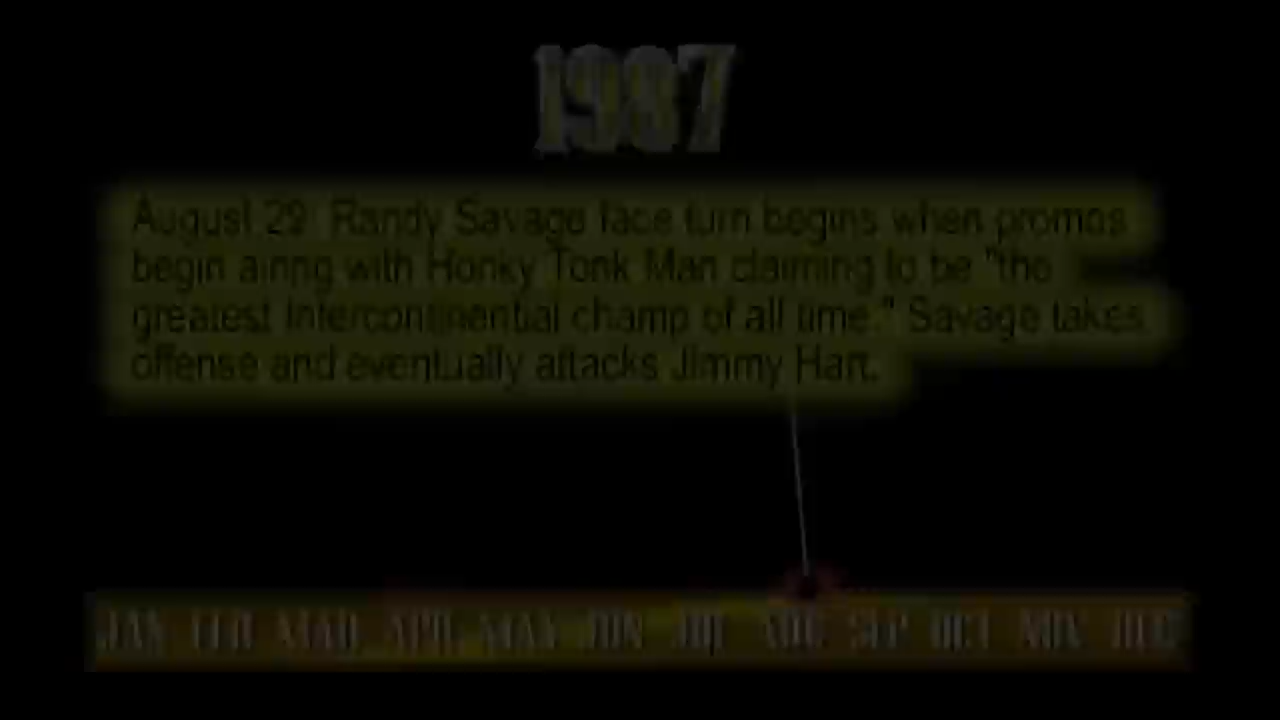 1987
August 29 Randy Savage face turn begins when promos
begin airing with Honky Tonk Man claiming to be "the
greatest Intercontinental champ of all time." Savage takes
offense and eventually attacks Jimmy Hart.
JAN FEB MAR APR MAY JUN JUL AUG SEP OCT NOV DEC